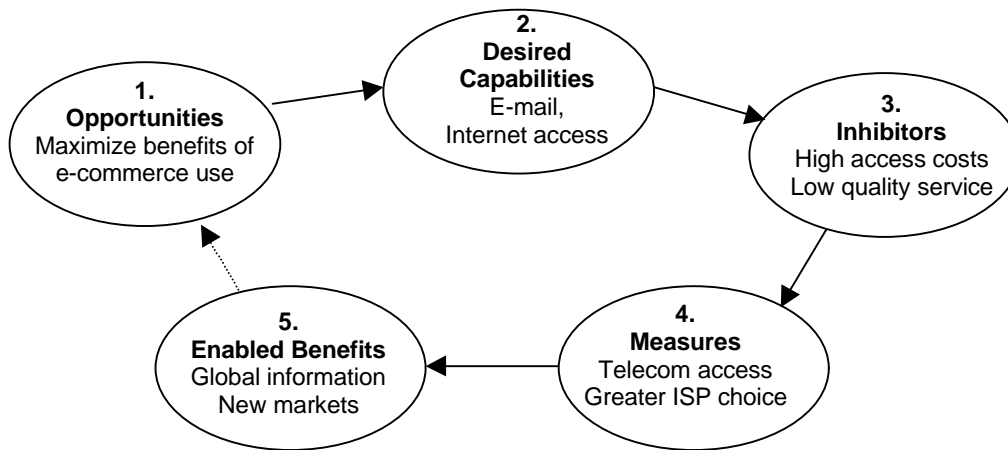 1.
Opportunities
Maximize benefits of
e-commerce use
2.
Desired
Capabilities
E-mail,
Internet access
3.
Inhibitors
High access costs
Low quality service
4.
Measures
Telecom access
Greater ISP choice
5.
Enabled Benefits
Global information
New markets